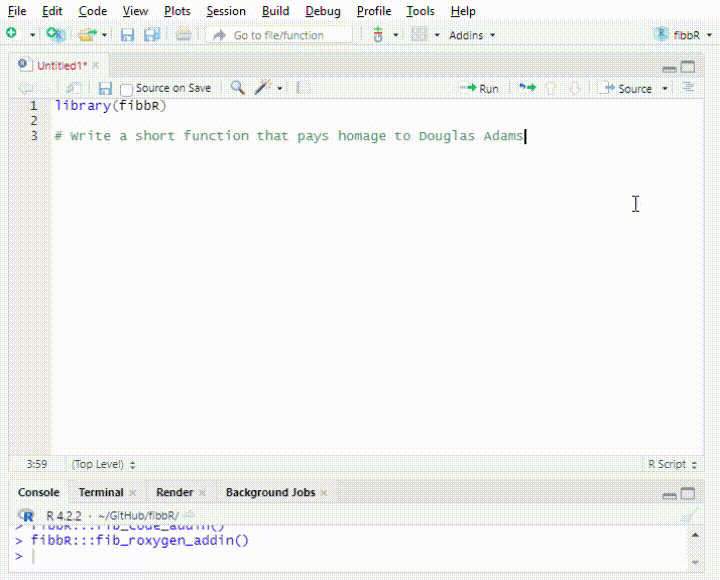 File Edit Code View Plots Session Build Debug Profile Tools Help
Go to file/function Addins fibbR
Untitled1*
Source on Save Run Source
1 library(fibbR)
2
3 # Write a short function that pays homage to Douglas Adams
3:59 (Top Level) R Script
Console Terminal Render Background Jobs
R R 4.2.2 · ~/GitHub/fibbR/
> fibbR:::fib_code_addin()
> fibbR:::fib_roxygen_addin()
>